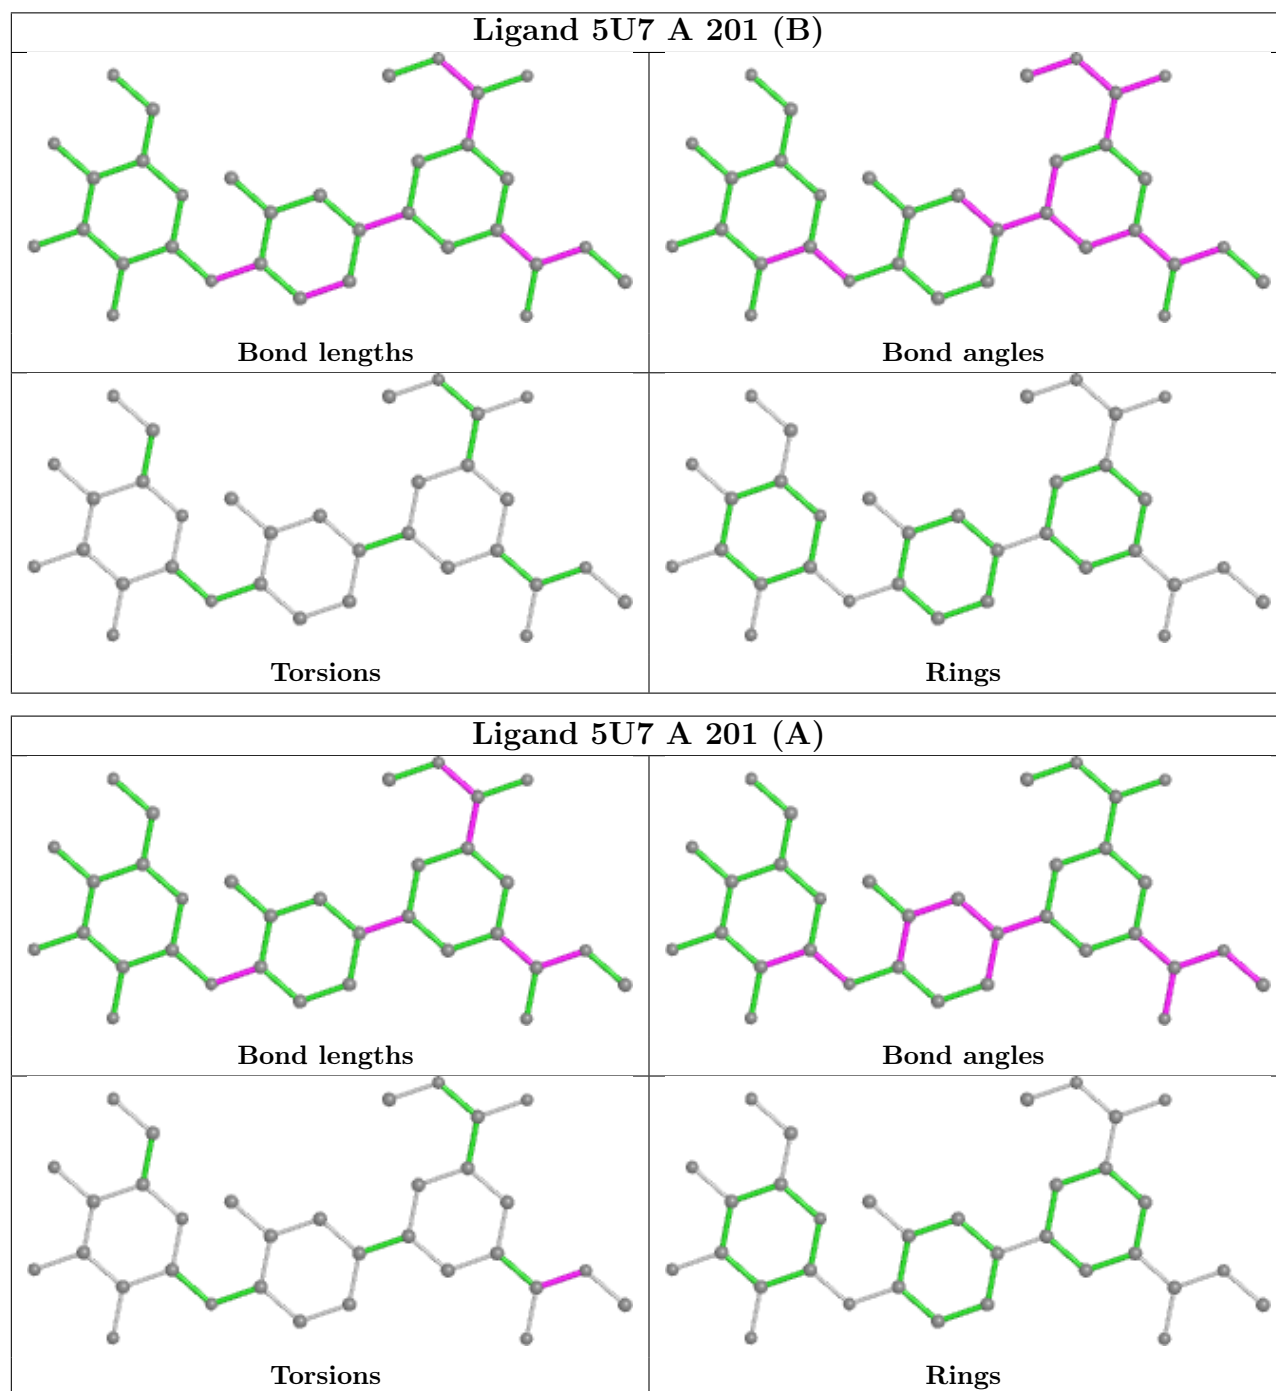 Ligand 5U7 A 201 (B)
Bond lengths
Bond angles
Torsions
Rings
Ligand 5U7 A 201 (A)
Bond lengths
Bond angles
Torsions
Rings